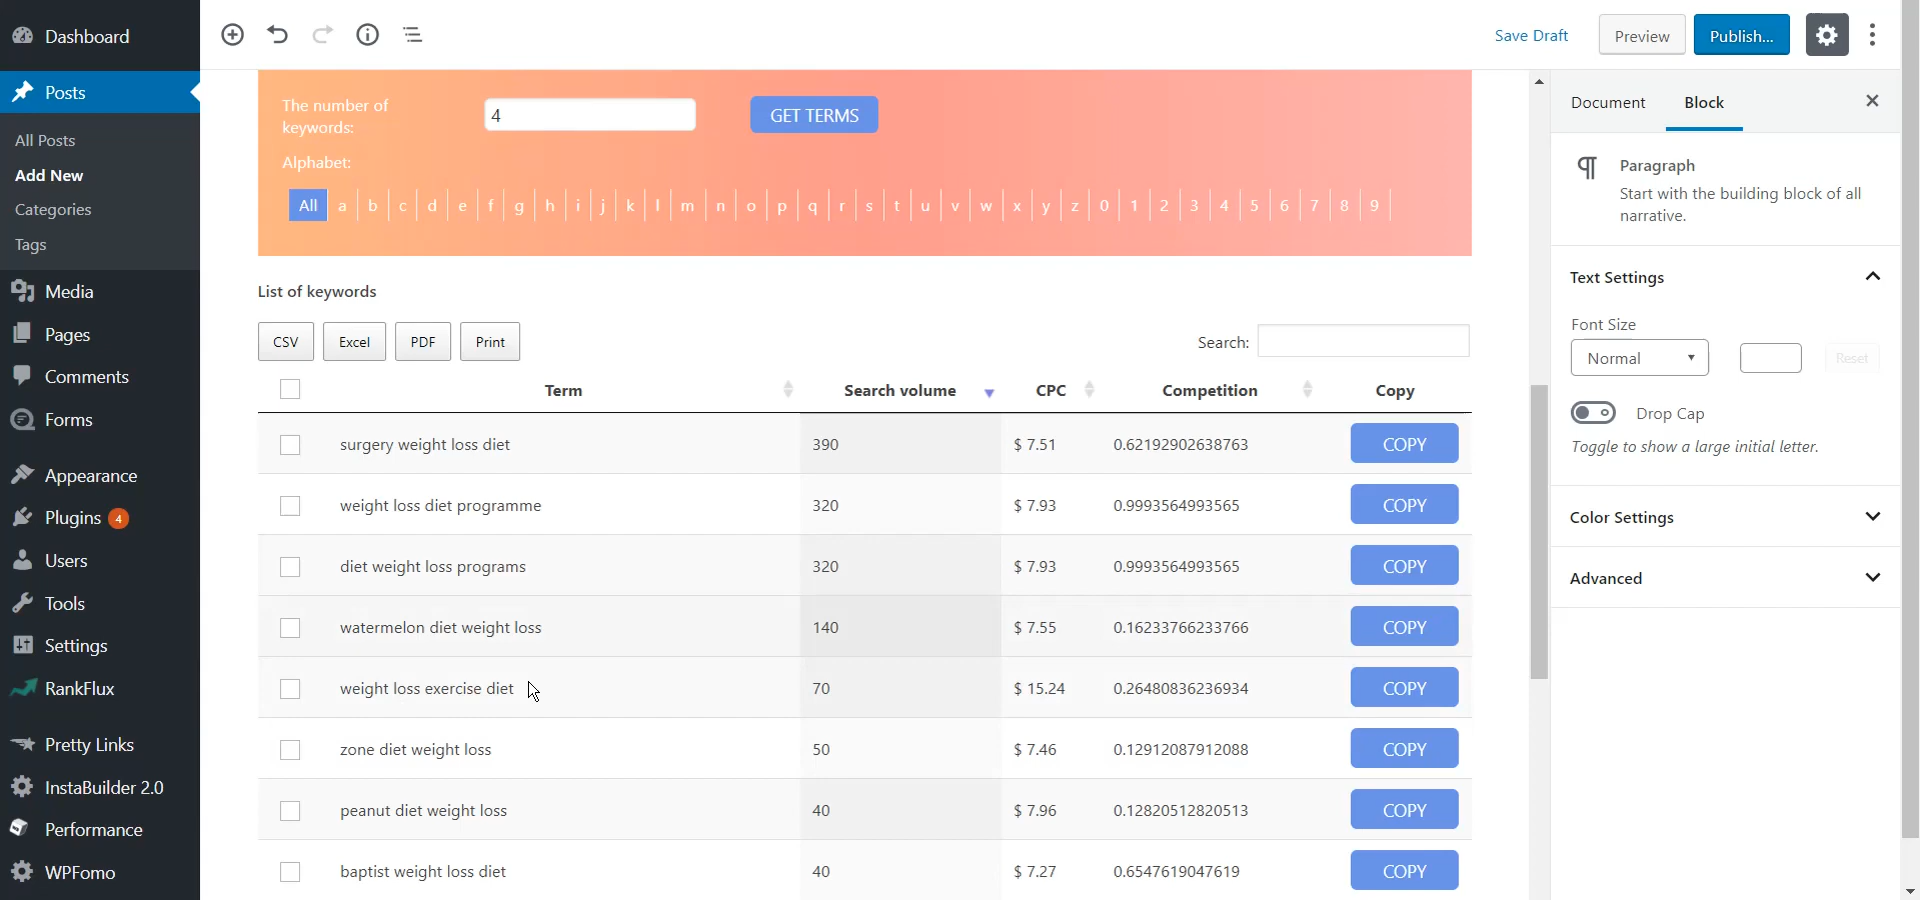 Dashboard
Posts
All Posts
Add New
Categories
Tags
Media
Pages
Comments
Forms
Appearance
Plugins 4
Users
Tools
Settings
RankFlux
Pretty Links
InstaBuilder 2.0
Performance
WPFomo
Save Draft Preview Publish...
The number of
keywords: 4 GET TERMS
Alphabet:
All a b c d e f g h i j k l m n o p q r s t u v w x y z 0 1 2 3 4 5 6 7 8 9
List of keywords
CSV Excel PDF Print Search:
Term Search volume CPC Competition Copy
surgery weight loss diet 390 $ 7.51 0.62192902638763 COPY
weight loss diet programme 320 $ 7.93 0.9993564993565 COPY
diet weight loss programs 320 $ 7.93 0.9993564993565 COPY
watermelon diet weight loss 140 $ 7.55 0.16233766233766 COPY
weight loss exercise diet 70 $ 15.24 0.26480836236934 COPY
zone diet weight loss 50 $ 7.46 0.12912087912088 COPY
peanut diet weight loss 40 $ 7.96 0.12820512820513 COPY
baptist weight loss diet 40 $ 7.27 0.6547619047619 COPY
Document Block
Paragraph
Start with the building block of all
narrative.
Text Settings
Font Size
Normal Reset
Drop Cap
Toggle to show a large initial letter.
Color Settings
Advanced